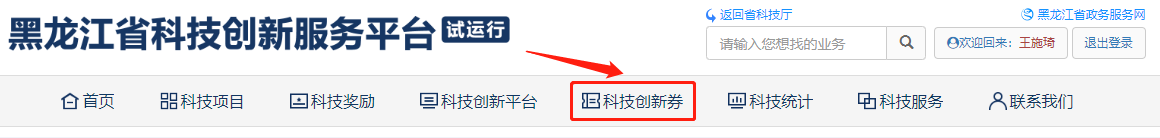 黑龙江省科技创新服务平台 试运行
返回省科技厅 黑龙江省政务服务网
请输入您想找的业务 欢迎回来：王施琦 退出登录
首页 科技项目 科技奖励 科技创新平台 科技创新券 科技统计 科技服务 联系我们